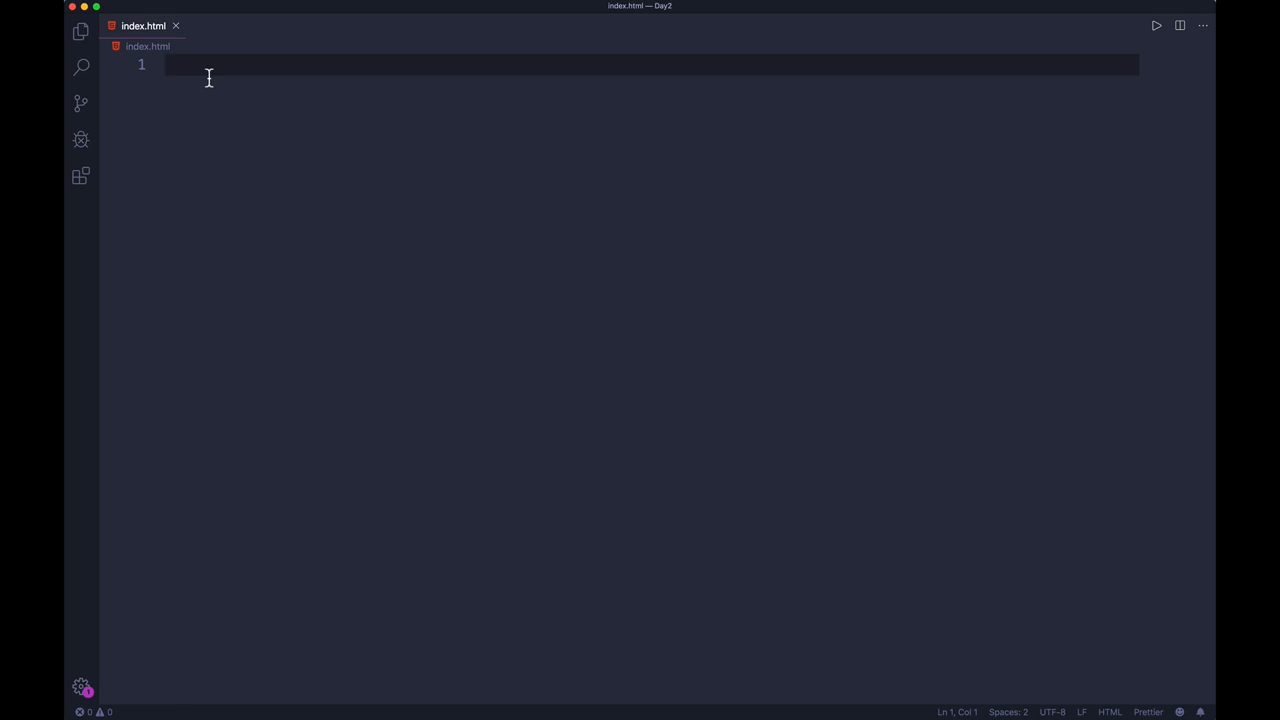 index.html — Day2
index.html
index.html
1
1
0 0
Ln 1, Col 1 Spaces: 2 UTF-8 LF HTML Prettier